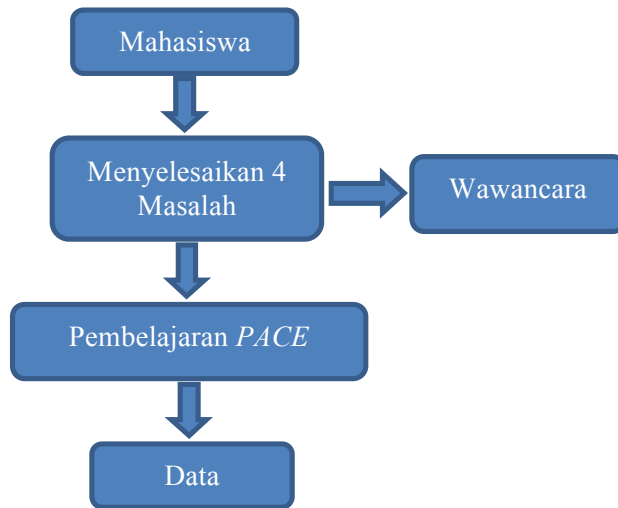 Mahasiswa
Menyelesaikan 4
Masalah
Wawancara
Pembelajaran PACE
Data